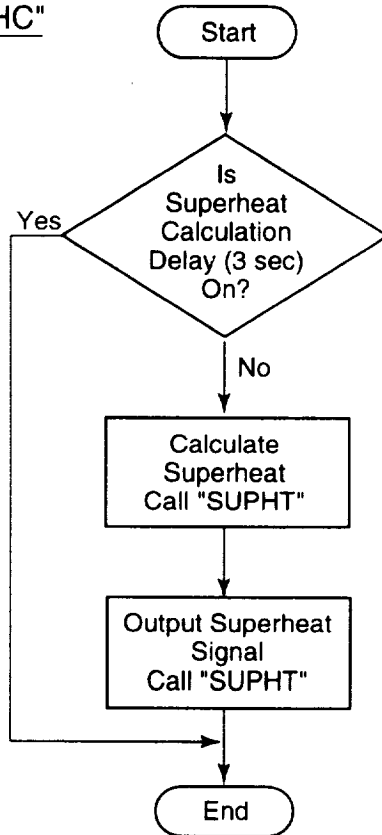 HC"
Start
Is
Superheat
Calculation
Delay (3 sec)
On?
Yes
No
Calculate
Superheat
Call "SUPHT"
Output Superheat
Signal
Call "SUPHT"
End